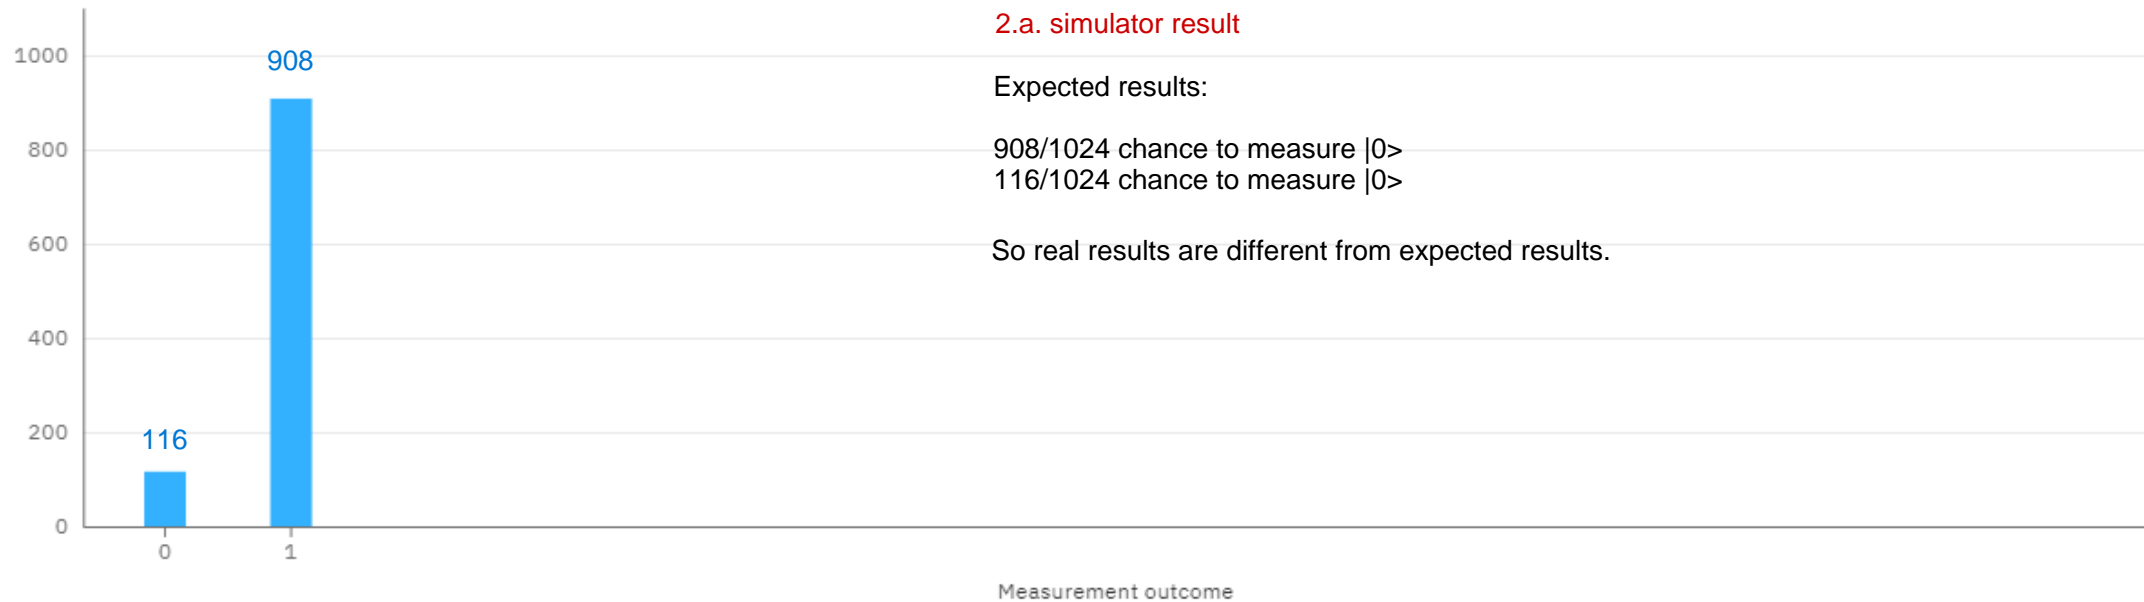 2.a. simulator result
1000
908
Expected results:
800
908/1024 chance to measure |0>
116/1024 chance to measure |0>
600
So real results are different from expected results.
400
200
116
0
0
1
Measurement outcome